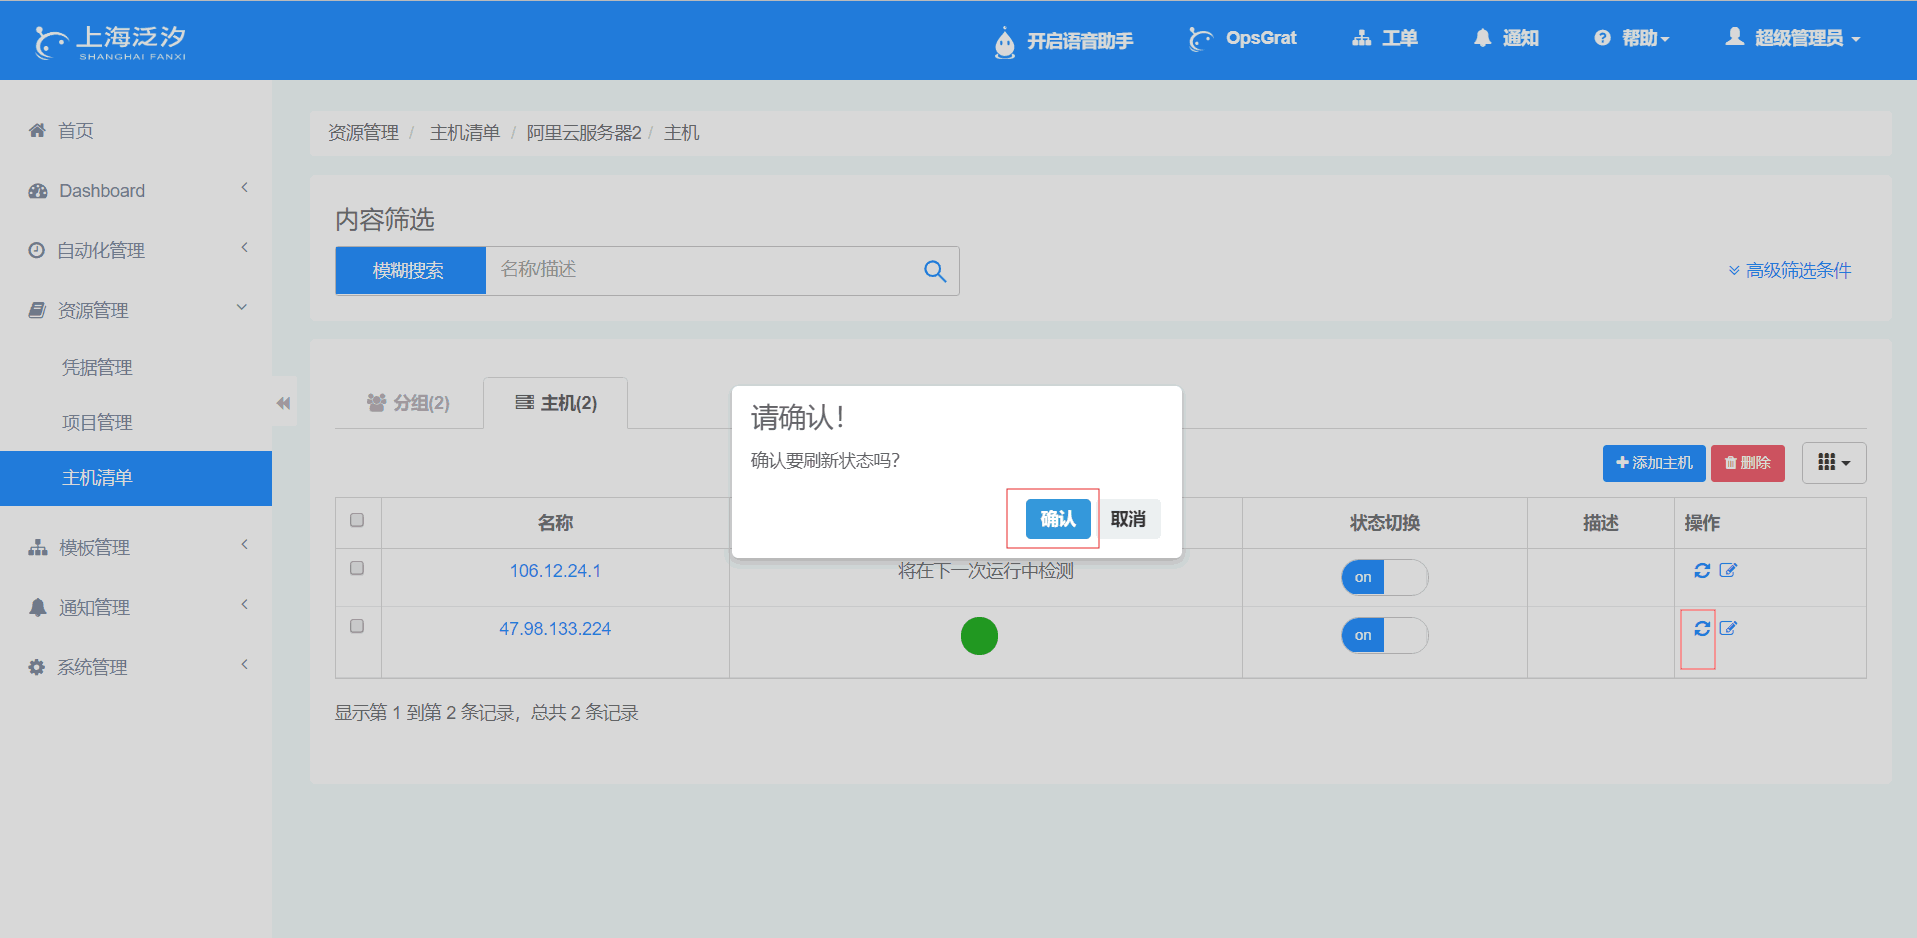 上海泛汐
SHANGHAI FANXI
开启语音助手
OpsGrat
工单
通知
帮助
超级管理员
首页
Dashboard
自动化管理
资源管理
凭据管理
项目管理
主机清单
模板管理
通知管理
系统管理
资源管理 / 主机清单 / 阿里云服务器2 / 主机
内容筛选
模糊搜索
名称/描述
高级筛选条件
分组(2)
主机(2)
请确认！
确认要刷新状态吗？
确认
取消
添加主机
删除
名称
状态切换
描述
操作
106.12.24.1
将在下一次运行中检测
on
47.98.133.224
on
显示第 1 到第 2 条记录，总共 2 条记录